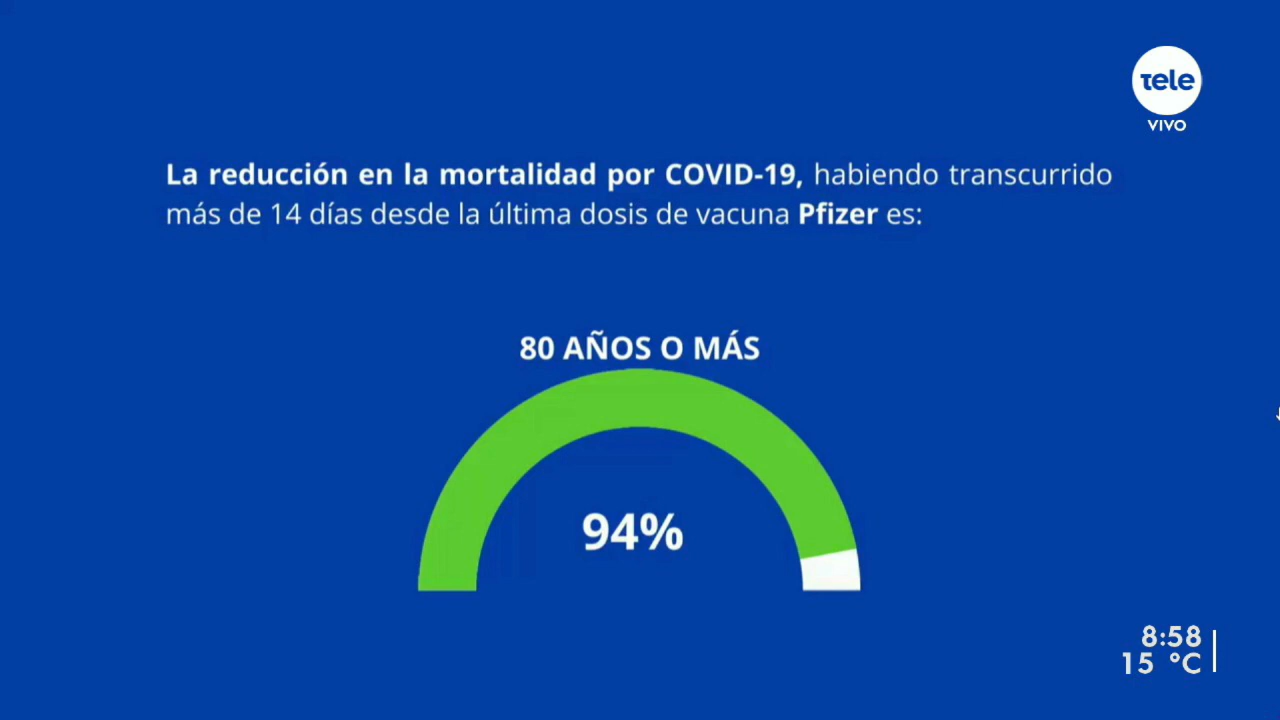 tele
VIVO
La reducción en la mortalidad por COVID-19, habiendo transcurrido
más de 14 días desde la última dosis de vacuna Pfizer es:
80 AÑOS O MÁS
94%
8:58
15 °C